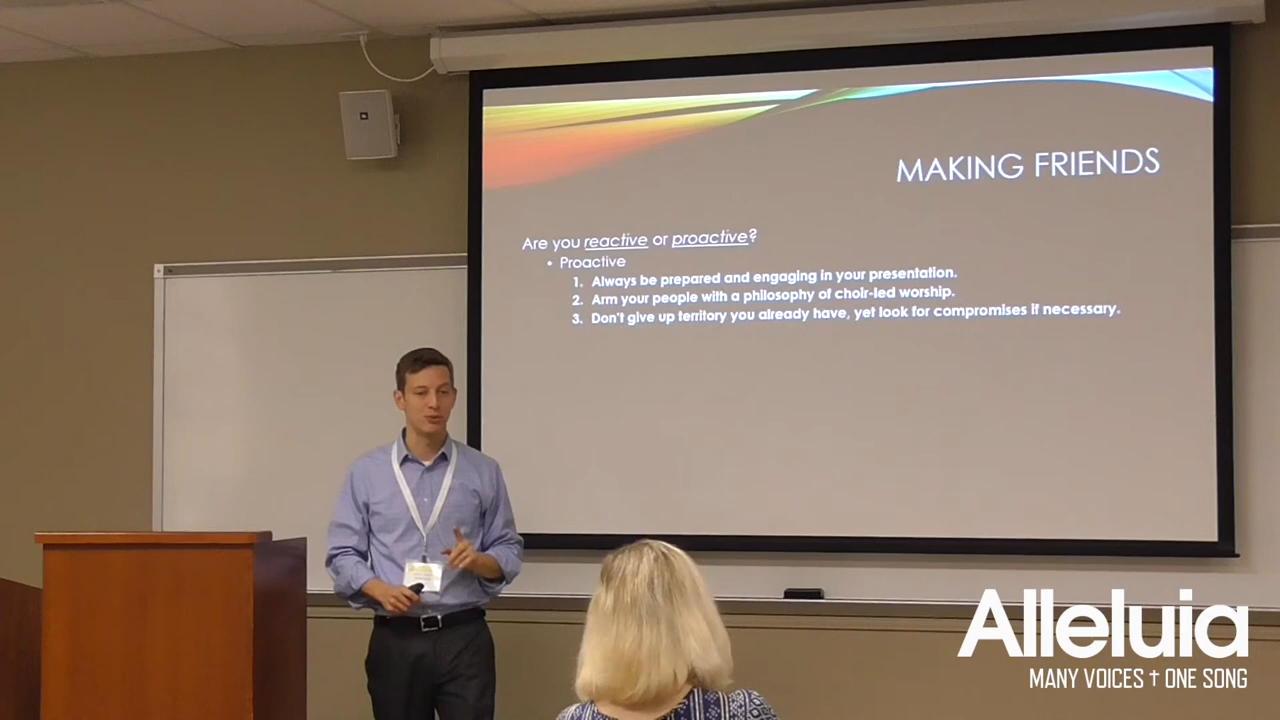 MAKING FRIENDS
Are you reactive or proactive?
• Proactive
1. Always be prepared and engaging in your presentation.
2. Arm your people with a philosophy of choir-led worship.
3. Don't give up territory you already have, yet look for compromises if necessary.
Alleluia
MANY VOICES † ONE SONG